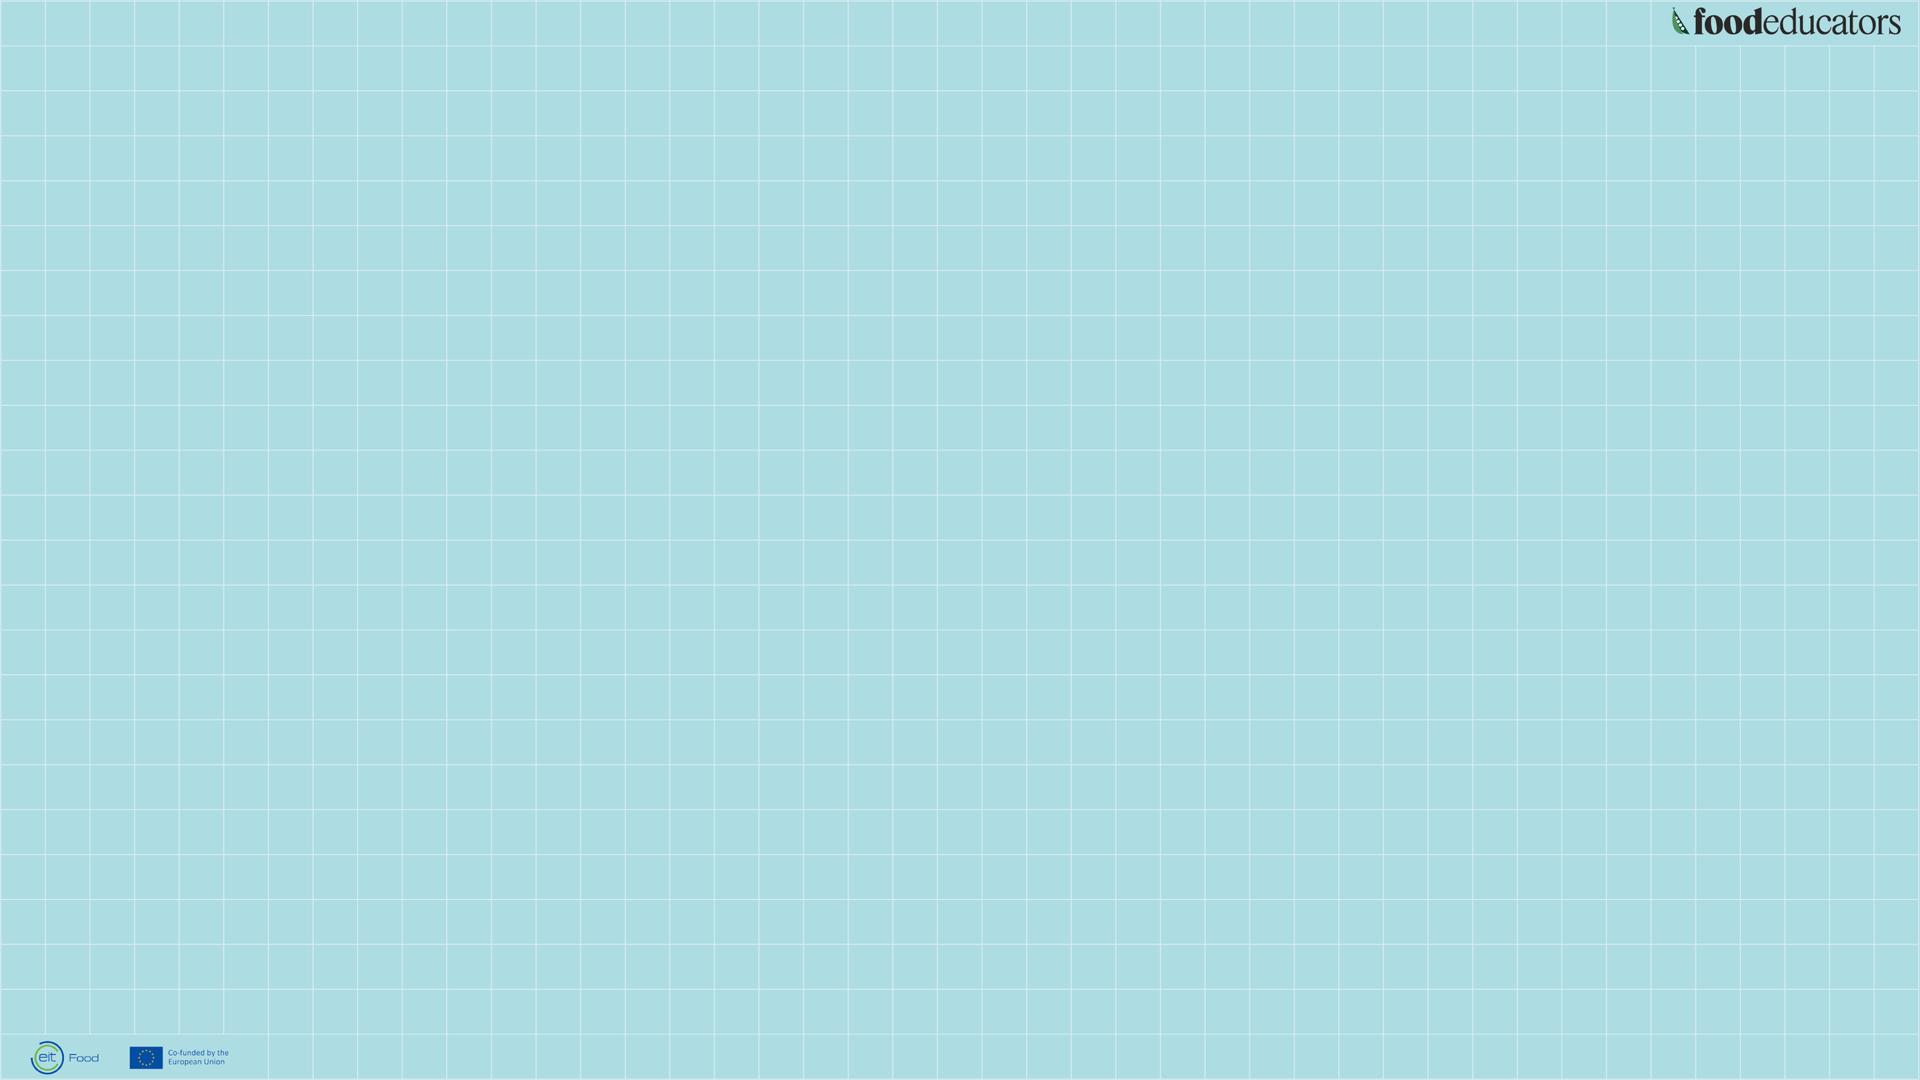 foodeducators
eit Food
Co-funded by the
European Union